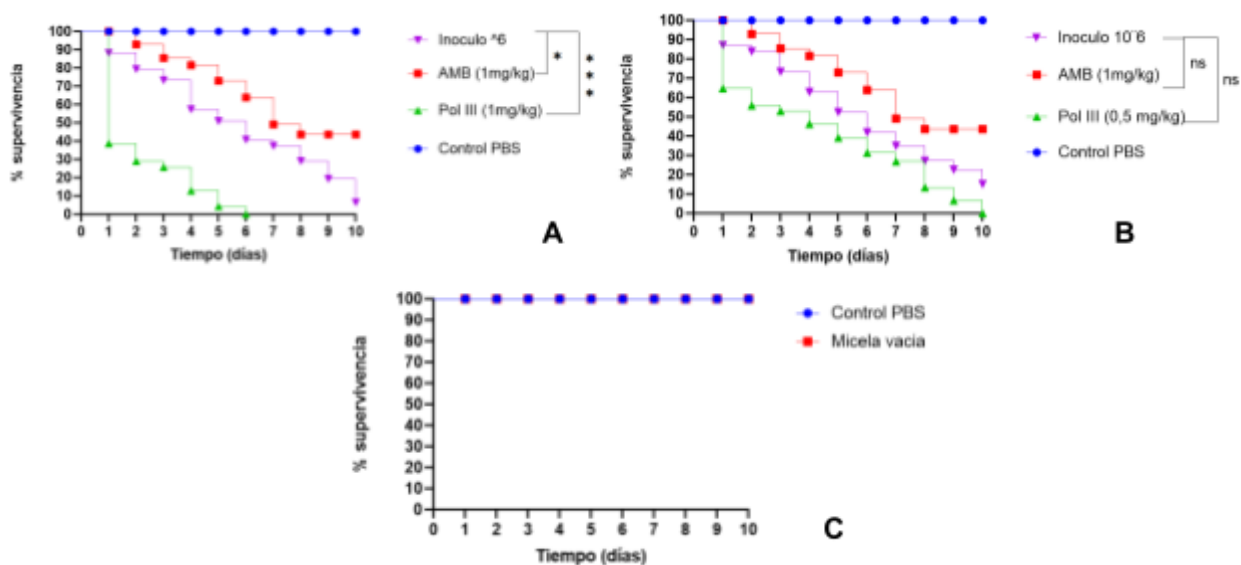 % supervivencia
100
90
80
70
60
50
40
30
20
10
0
0 1 2 3 4 5 6 7 8 9 10
Tiempo (días)
Inoculo ^6
AMB (1mg/kg)
Pol III (1mg/kg)
Control PBS
*
***
A
% supervivencia
100
90
80
70
60
50
40
30
20
10
0
0 1 2 3 4 5 6 7 8 9 10
Tiempo (días)
Inoculo 10^6
AMB (1mg/kg)
Pol III (0,5 mg/kg)
Control PBS
ns
ns
B
% supervivencia
100
90
80
70
60
50
40
30
20
10
0
0 1 2 3 4 5 6 7 8 9 10
Tiempo (días)
Control PBS
Micela vacia
C